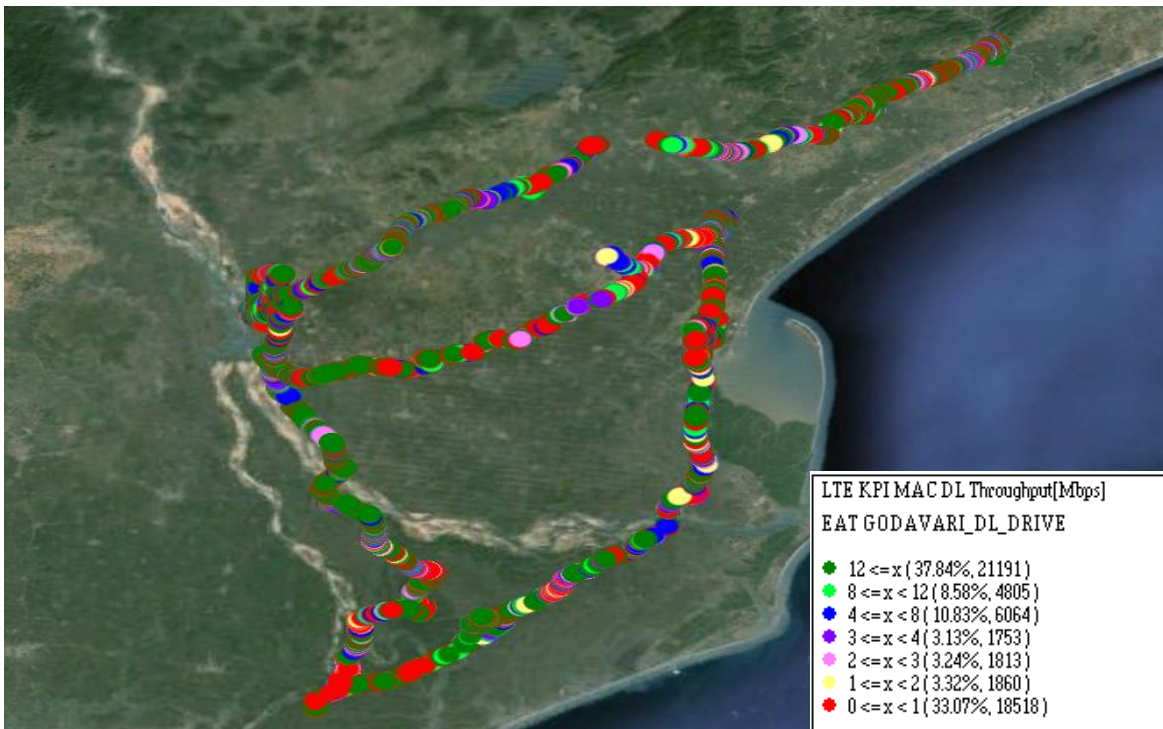 LTE KPI MAC DL Throughput[Mbps]
EAT GODAVARI_DL_DRIVE
12 <=x ( 37.84%, 21191)
8 <=x < 12 ( 8.58%, 4805)
4 <=x < 8 ( 10.83%, 6064)
3 <=x < 4 ( 3.13%, 1753)
2 <=x < 3 ( 3.24%, 1813)
1 <=x < 2 ( 3.32%, 1860)
0 <=x < 1 ( 33.07%, 18518)